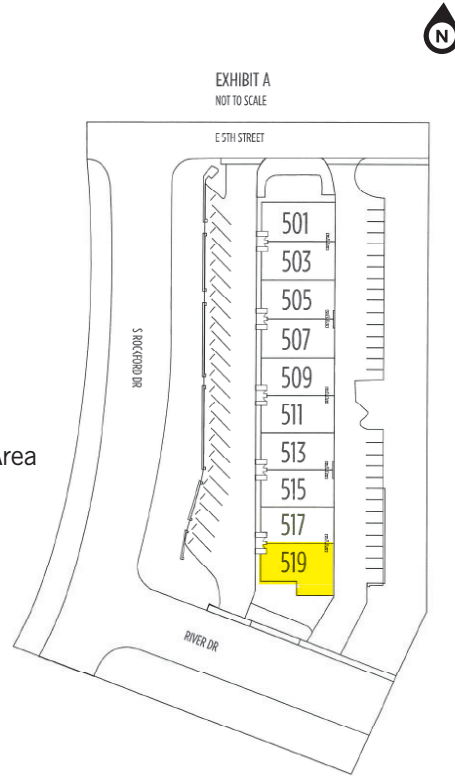 N
EXHIBIT A
NOT TO SCALE
E 5TH STREET
501
503
505
S ROCKFORD DR
507
509
511
Area
513
515
517
519
RIVER DR